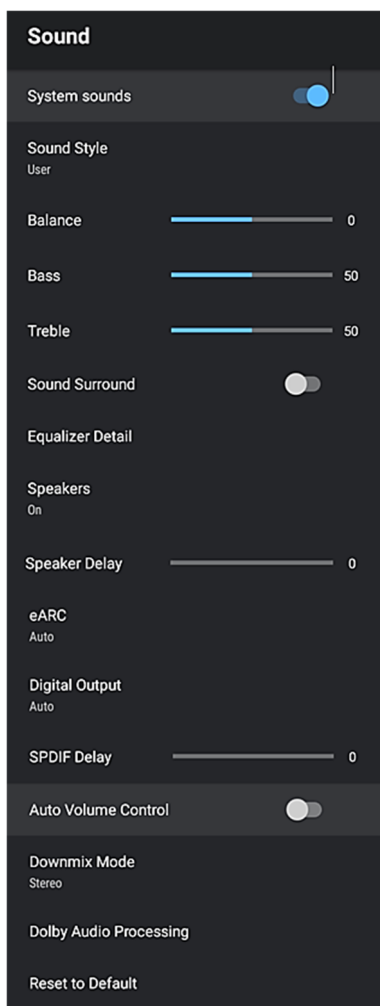 Sound
System sounds
Sound Style
User
Balance 0
Bass 50
Treble 50
Sound Surround
Equalizer Detail
Speakers
On
Speaker Delay 0
eARC
Auto
Digital Output
Auto
SPDIF Delay 0
Auto Volume Control
Downmix Mode
Stereo
Dolby Audio Processing
Reset to Default